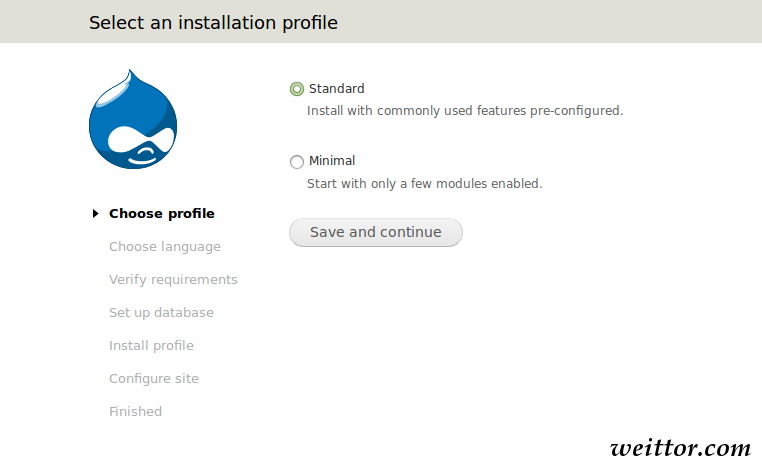 Select an installation profile
Standard
Install with commonly used features pre-configured.
Minimal
Start with only a few modules enabled.
Save and continue
Choose profile
Choose language
Verify requirements
Set up database
Install profile
Configure site
Finished
weittor.com